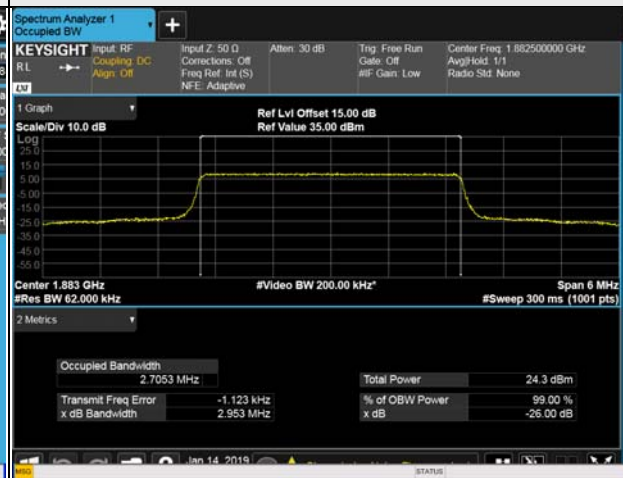 Spectrum Analyzer 1
Occupied BW
+
KEYSIGHT
RL
LXI
Input: RF
Coupling: DC
Align: Off
Input Z: 50 Ω
Corrections: Off
Freq Ref: Int (S)
NFE: Adaptive
Atten: 30 dB
Trig: Free Run
Gate: Off
#IF Gain: Low
Center Freq: 1.882500000 GHz
Avg|Hold: 1/1
Radio Std: None
1 Graph
Scale/Div 10.0 dB
Ref Lvl Offset 15.00 dB
Ref Value 35.00 dBm
Log
25.0
15.0
5.00
-5.00
-15.0
-25.0
-35.0
-45.0
-55.0
Center 1.883 GHz
#Res BW 62.000 kHz
#Video BW 200.00 kHz*
Span 6 MHz
#Sweep 300 ms (1001 pts)
2 Metrics
Occupied Bandwidth
2.7053 MHz
Total Power 24.3 dBm
Transmit Freq Error -1.123 kHz
% of OBW Power 99.00 %
x dB Bandwidth 2.953 MHz
x dB -26.00 dB
Jan 14, 2019
MSG
STATUS